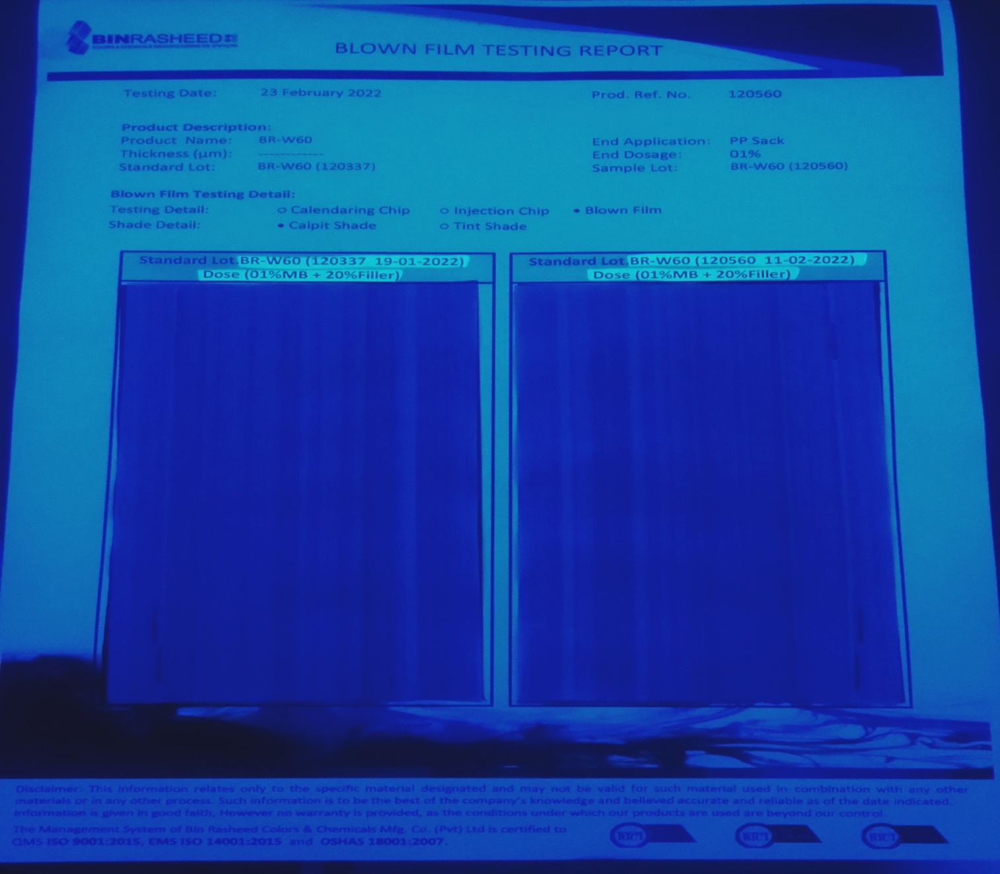 BINRASHEED
BLOWN FILM TESTING REPORT
Testing Date: 23 February 2022 Prod. Ref. No. 120560
Product Description:
Product Name: BR-W60 End Application: PP Sack
Thickness (µm): ------------ End Dosage: 01%
Standard Lot: BR-W60 (120337) Sample Lot: BR-W60 (120560)
Blown Film Testing Detail:
Testing Detail: ○ Calendaring Chip ○ Injection Chip • Blown Film
Shade Detail: • Calpit Shade ○ Tint Shade
Standard Lot.BR-W60 (120337 19-01-2022)
Dose (01%MB + 20%Filler)
Standard Lot.BR-W60 (120560 11-02-2022)
Dose (01%MB + 20%Filler)
Disclaimer: This information relates only to the specific material designated and may not be valid for such material used in combination with any other
materials or in any other process. Such information is to be the best of the company's knowledge and believed accurate and reliable as of the date indicated.
Information is given in good faith, However no warranty is provided, as the conditions under which our products are used are beyond our control.
The Management System of Bin Rasheed Colors & Chemicals Mfg. Co. (Pvt) Ltd is certified to
QMS ISO 9001:2015, EMS ISO 14001:2015 and OSHAS 18001:2007.